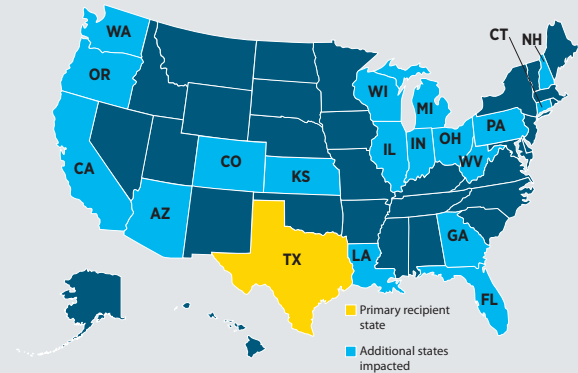 WA
CT
NH
OR
WI
MI
PA
OH
IL
IN
WV
CA
CO
KS
AZ
GA
TX
LA
FL
Primary recipient
state
Additional states
impacted